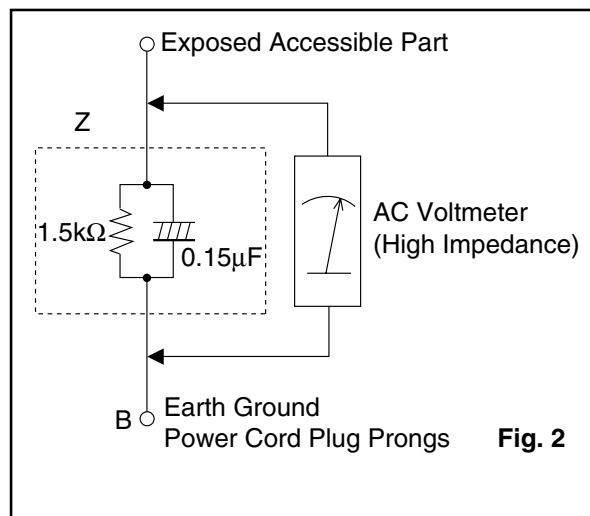 Exposed Accessible Part
Z
1.5kΩ
0.15μF
AC Voltmeter
(High Impedance)
B
Earth Ground
Power Cord Plug Prongs
Fig. 2